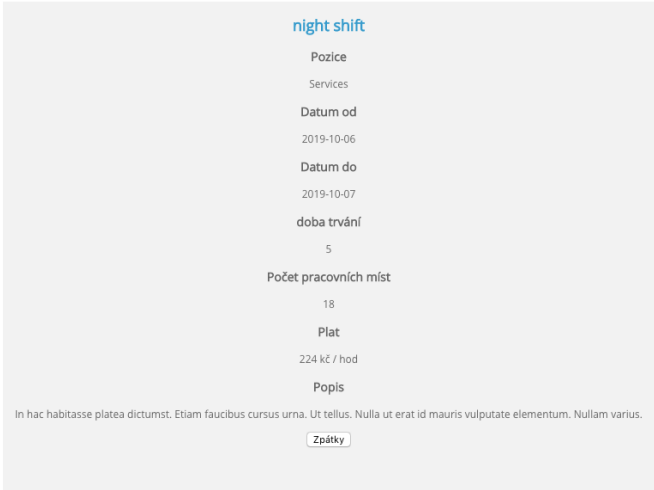 night shift
Pozice
Services
Datum od
2019-10-06
Datum do
2019-10-07
doba trvání
5
Počet pracovních míst
18
Plat
224 kč / hod
Popis
In hac habitasse platea dictumst. Etiam faucibus cursus urna. Ut tellus. Nulla ut erat id mauris vulputate elementum. Nullam varius.
Zpátky